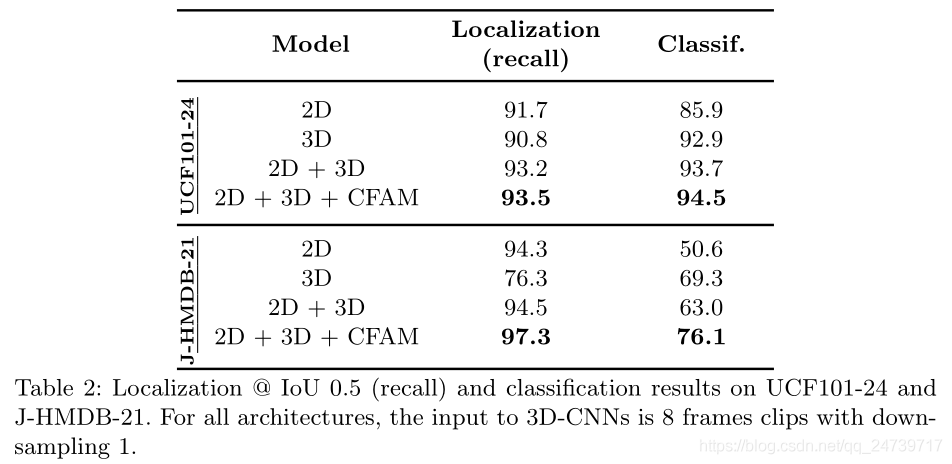 Model Localization (recall) Classif.
UCF101-24
2D 91.7 85.9
3D 90.8 92.9
2D + 3D 93.2 93.7
2D + 3D + CFAM 93.5 94.5
J-HMDB-21
2D 94.3 50.6
3D 76.3 69.3
2D + 3D 94.5 63.0
2D + 3D + CFAM 97.3 76.1
Table 2: Localization @ IoU 0.5 (recall) and classification results on UCF101-24 and
J-HMDB-21. For all architectures, the input to 3D-CNNs is 8 frames clips with down-
sampling 1.
https://blog.csdn.net/qq_24739717